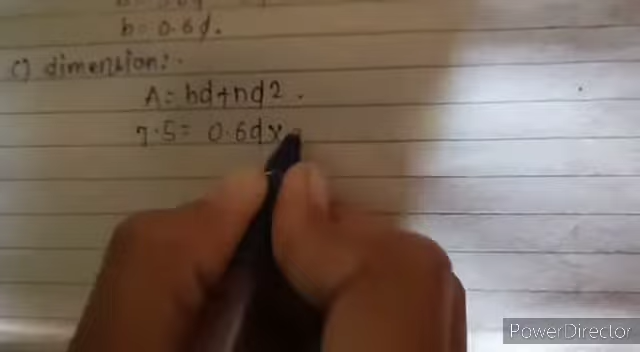 b = 0.6d.
c) dimension:-
A = bd + nd2.
7.5 = 0.6d x
PowerDirector